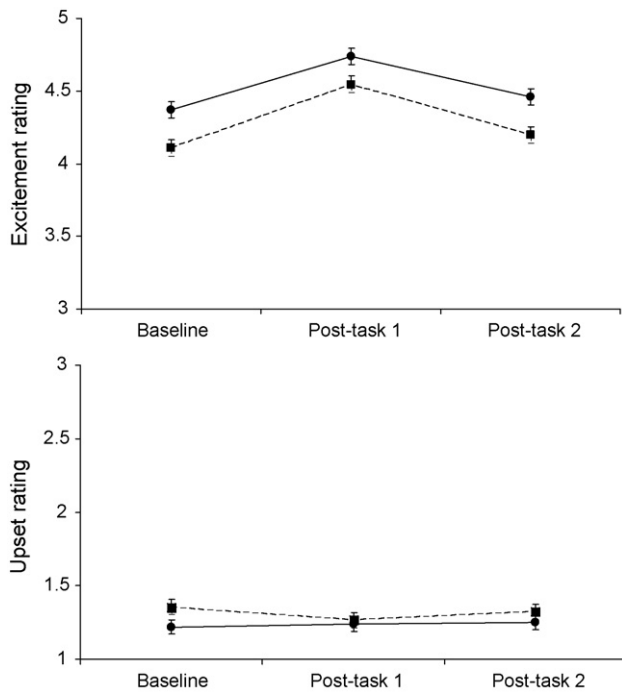 5
4.5
4
3.5
3
Excitement rating
Baseline Post-task 1 Post-task 2
3
2.5
2
1.5
1
Upset rating
Baseline Post-task 1 Post-task 2